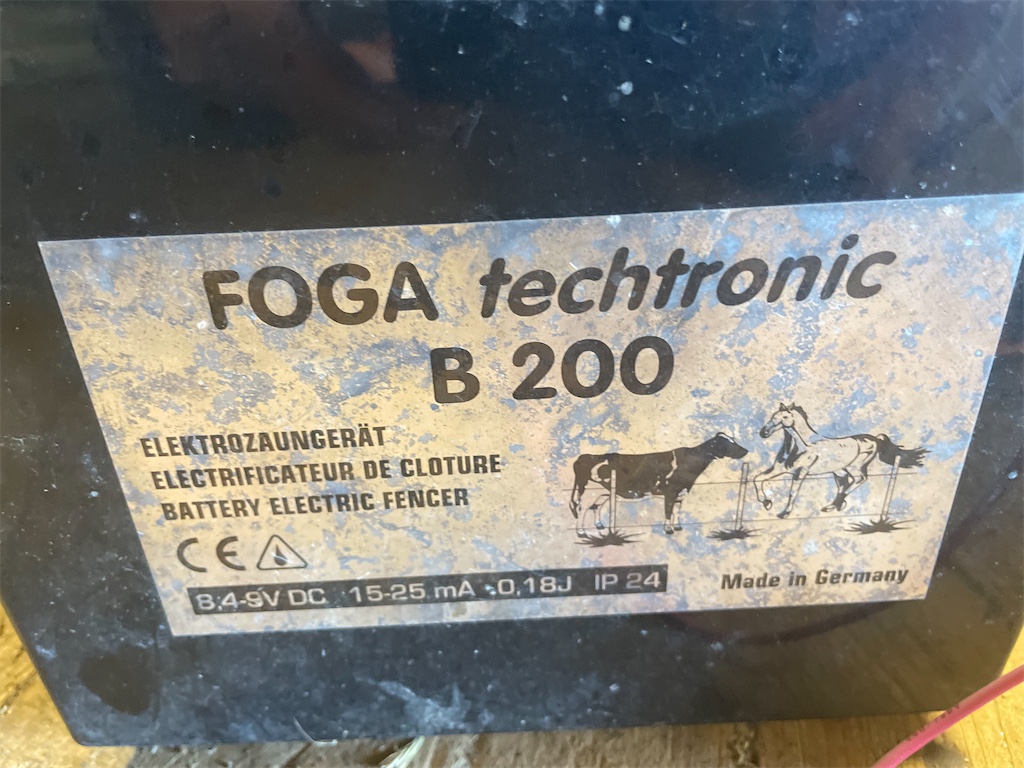 FOGA techtronic
B 200
ELEKTROZAUNGERÄT
ELECTRIFICATEUR DE CLOTURE
BATTERY ELECTRIC FENCER
CE
8,4-9V DC 15-25 mA 0,18J IP 24
Made in Germany